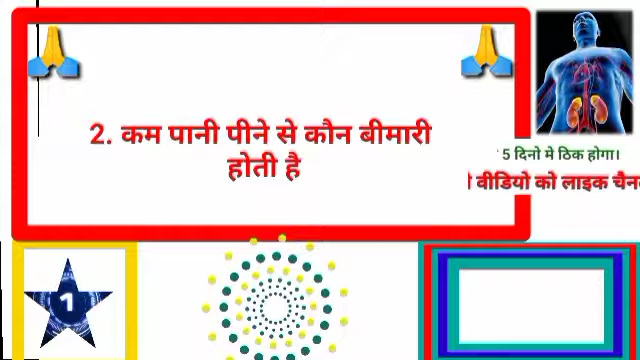 2. कम पानी पीने से कौन बीमारी
होती है
5 दिनो मे ठिक होगा।
वीडियो को लाइक
1